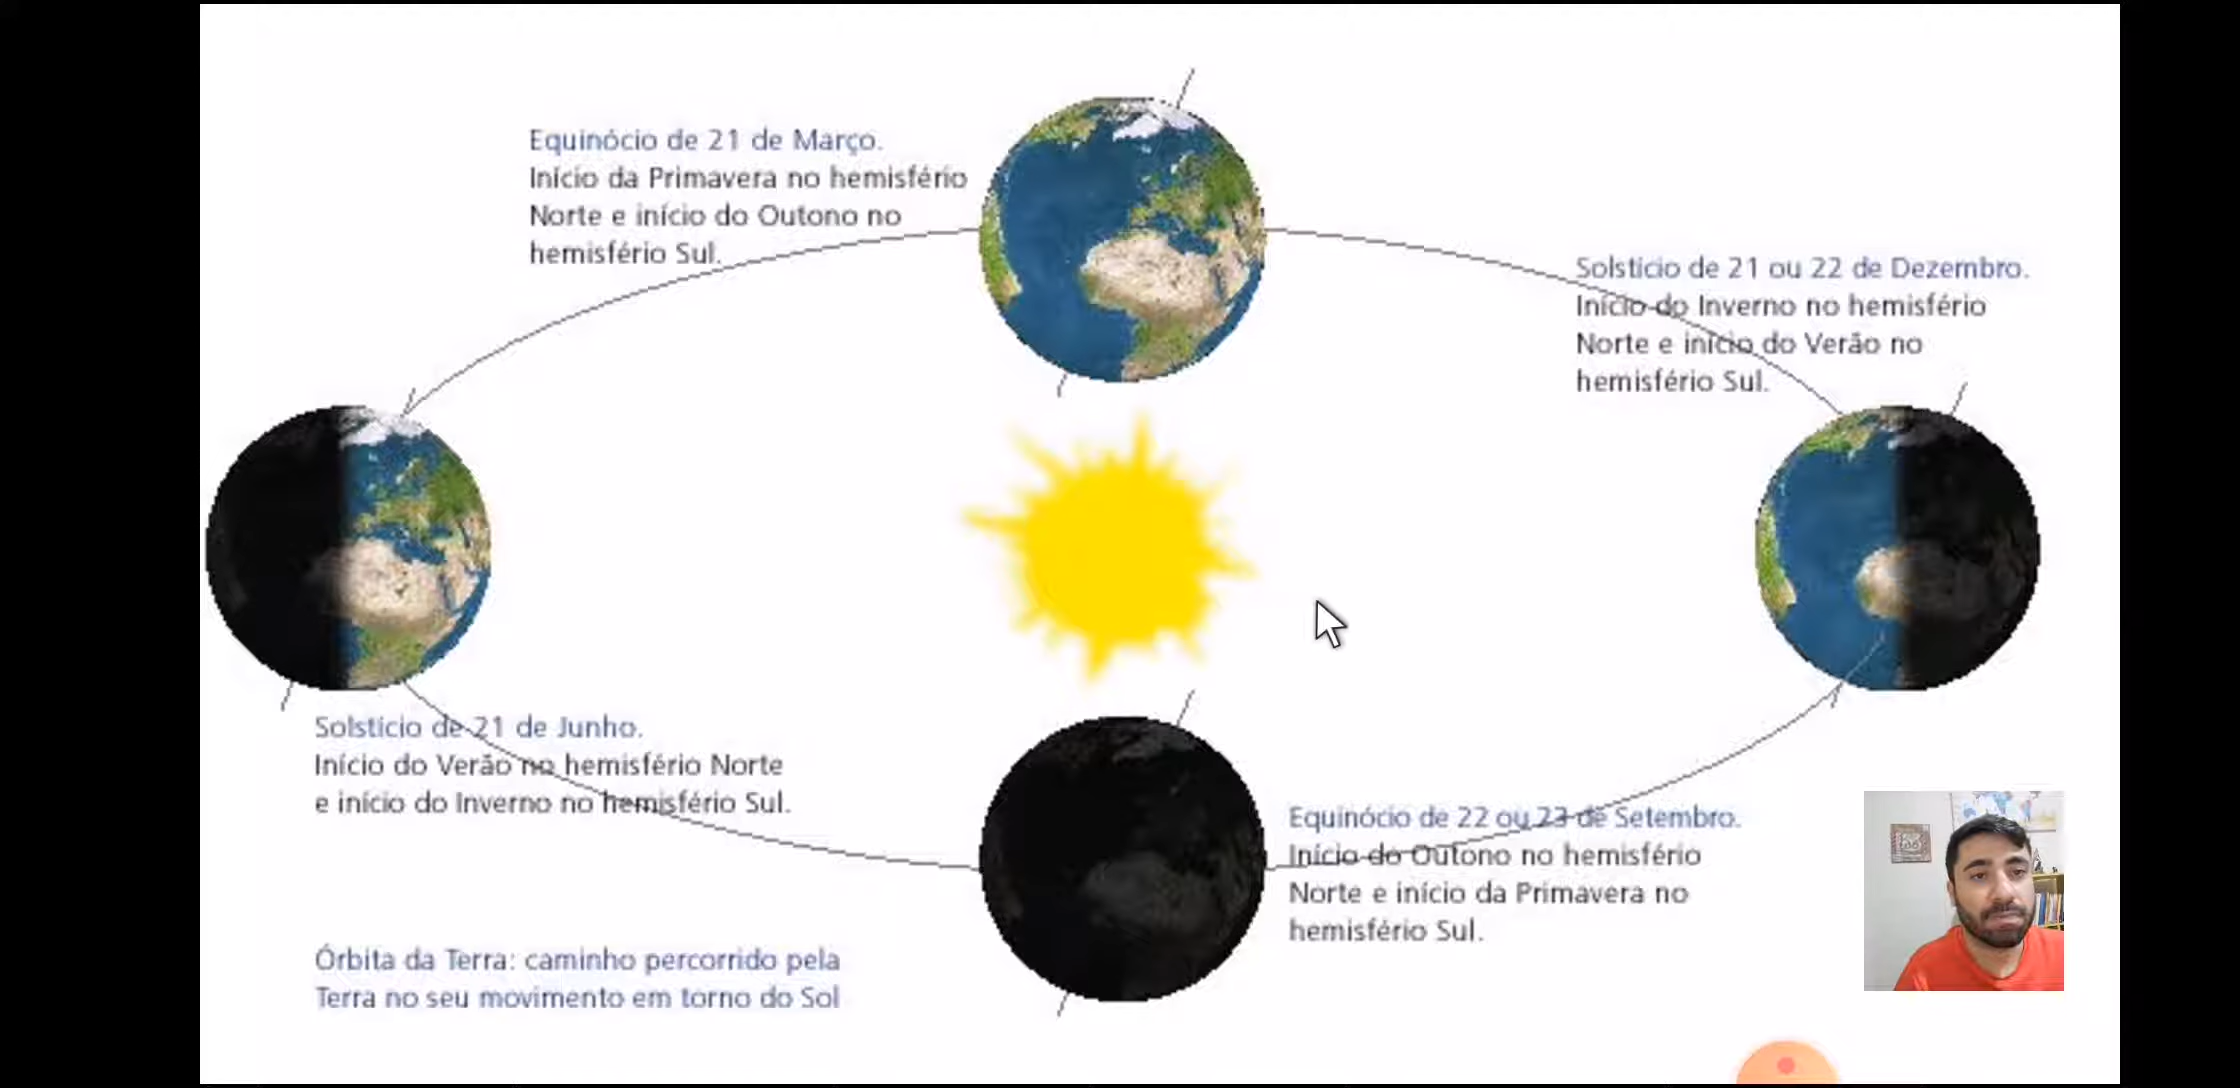 Equinócio de 21 de Março.
Início da Primavera no hemisfério
Norte e início do Outono no
hemisfério Sul.
Solstício de 21 ou 22 de Dezembro.
Início do Inverno no hemisfério
Norte e início do Verão no
hemisfério Sul.
Solstício de 21 de Junho.
Início do Verão no hemisfério Norte
e início do Inverno no hemisfério Sul.
Equinócio de 22 ou 23 de Setembro.
Início do Outono no hemisfério
Norte e início da Primavera no
hemisfério Sul.
Órbita da Terra: caminho percorrido pela
Terra no seu movimento em torno do Sol